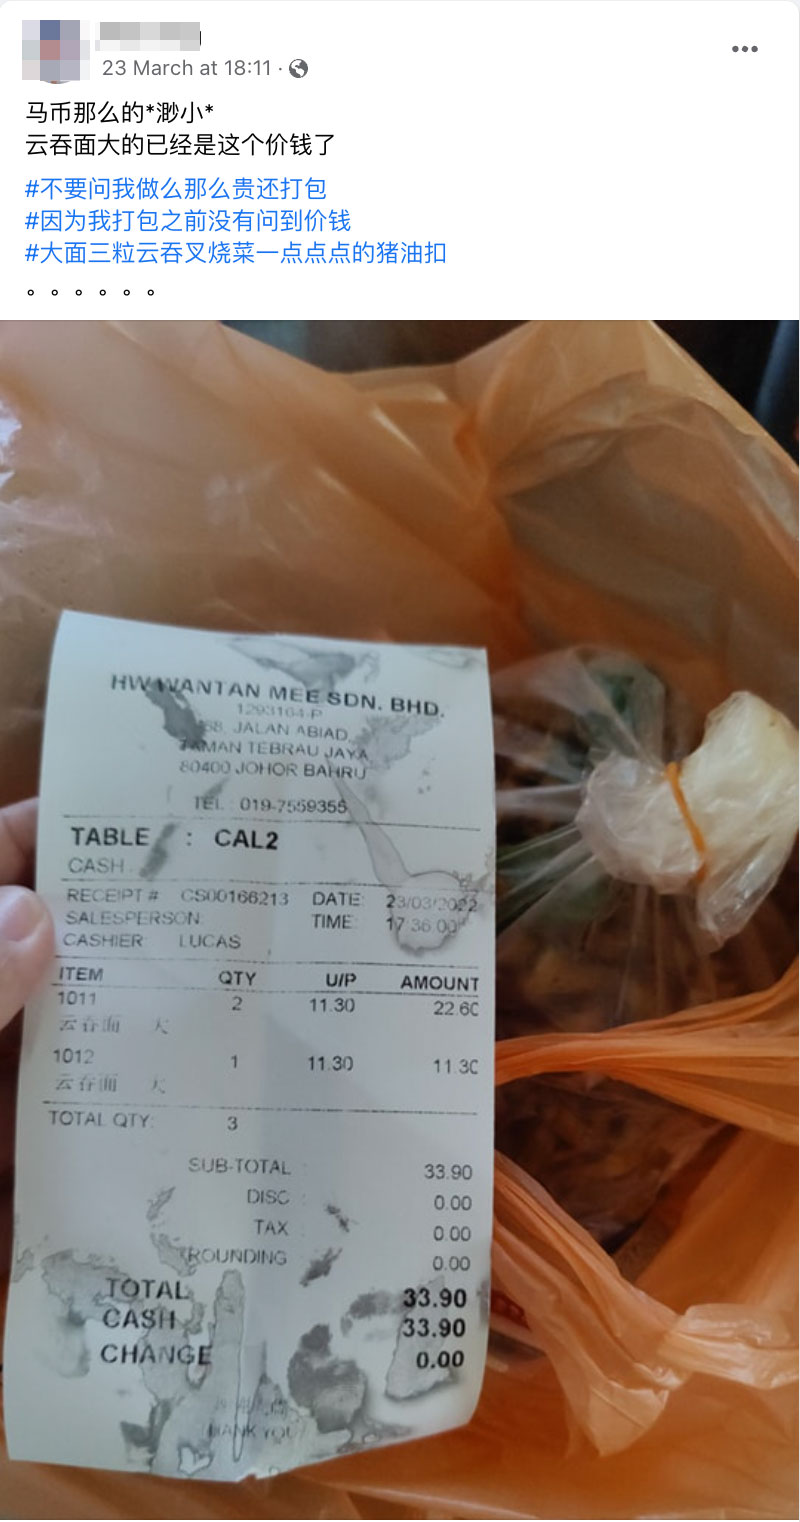 23 March at 18:11 ·
马币那么的*渺小*
云吞面大的已经是这个价钱了
#不要问我做么那么贵还打包
#因为我打包之前没有问到价钱
#大面三粒云吞叉烧菜一点点点的猪油扣
。。。。。。
HW WANTAN MEE SDN. BHD.
1293164-P
68, JALAN ABIAD,
TAMAN TEBRAU JAYA
80400 JOHOR BAHRU
TEL : 019-7559355
TABLE : CAL2
CASH
RECEIPT # CS00166213 DATE: 23/03/2022
SALESPERSON: TIME: 17:36:00
CASHIER LUCAS
ITEM QTY U/P AMOUNT
1011 2 11.30 22.60
云吞面 大
1012 1 11.30 11.30
云吞面 大
TOTAL QTY: 3
SUB-TOTAL : 33.90
DISC : 0.00
TAX : 0.00
ROUNDING 0.00
TOTAL 33.90
CASH 33.90
CHANGE 0.00
THANK YOU